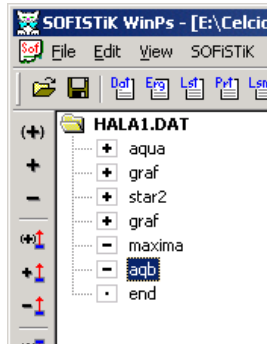 SOFiSTiK WinPs - [E:\Celcio
File Edit View SOFiSTiK
Dat Erg Lst Prt Lsn
HALA1.DAT
aqua
graf
star2
graf
maxima
aqb
end